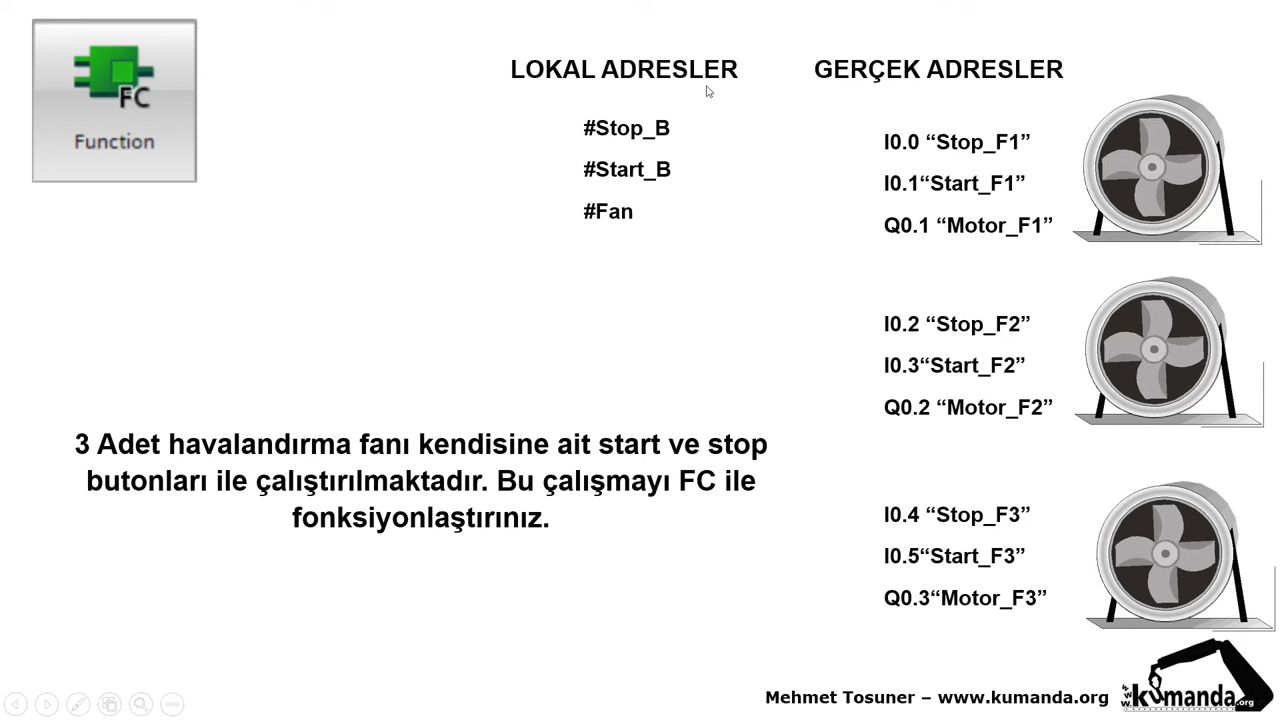 FC
Function
LOKAL ADRESLER
#Stop_B
#Start_B
#Fan
GERÇEK ADRESLER
I0.0 “Stop_F1”
I0.1“Start_F1”
Q0.1 “Motor_F1”
I0.2 “Stop_F2”
I0.3“Start_F2”
Q0.2 “Motor_F2”
I0.4 “Stop_F3”
I0.5“Start_F3”
Q0.3“Motor_F3”
3 Adet havalandırma fanı kendisine ait start ve stop
butonları ile çalıştırılmaktadır. Bu çalışmayı FC ile
fonksiyonlaştırınız.
Mehmet Tosuner – www.kumanda.org
www.kumanda.org